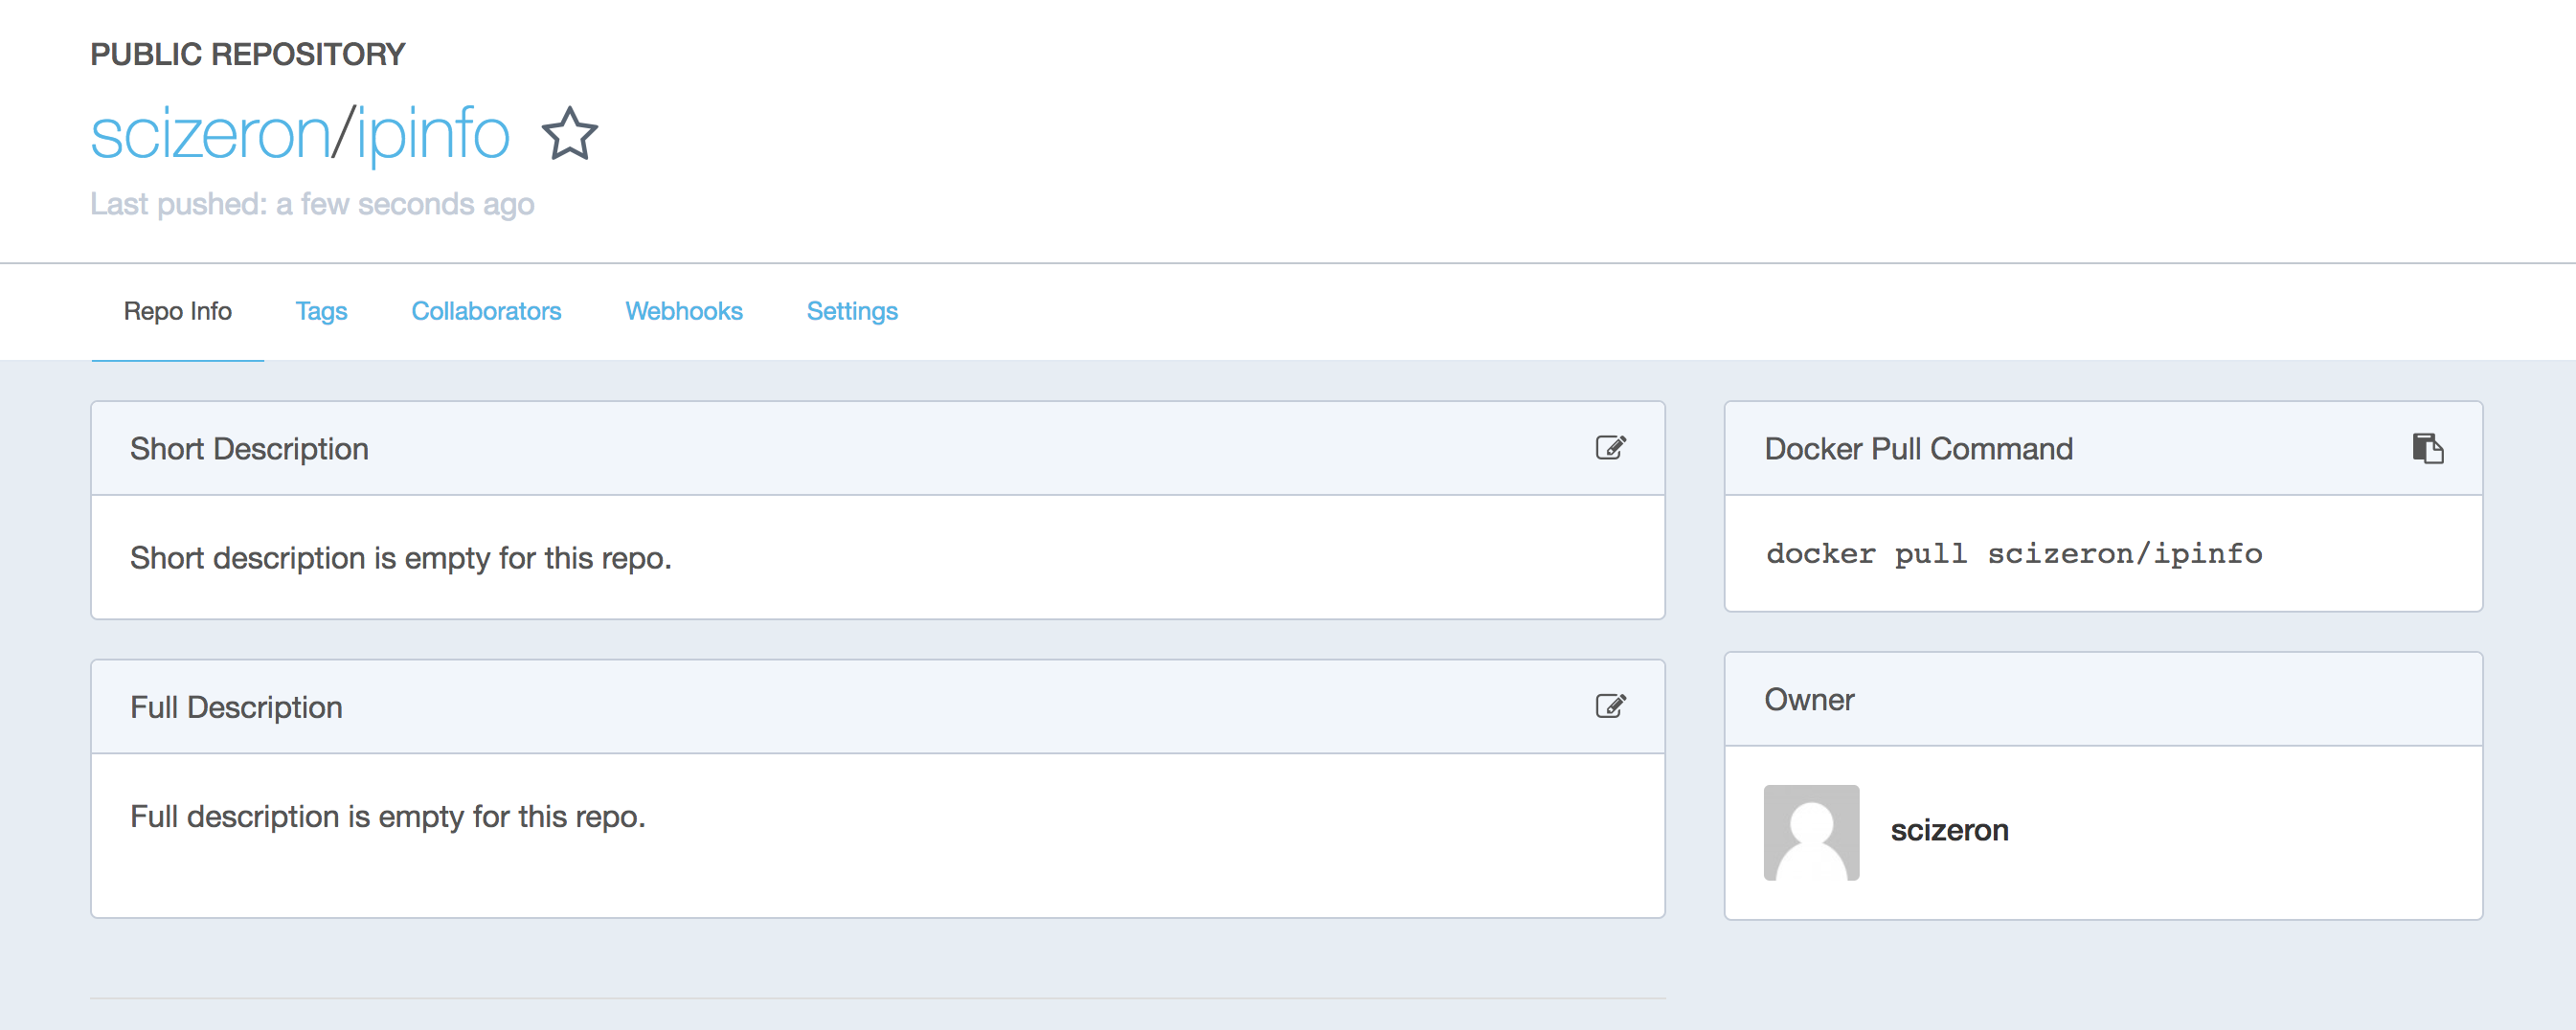 PUBLIC REPOSITORY
scizeron/ipinfo
Last pushed: a few seconds ago
Repo Info Tags Collaborators Webhooks Settings
Short Description
Short description is empty for this repo.
Full Description
Full description is empty for this repo.
Docker Pull Command
docker pull scizeron/ipinfo
Owner
scizeron